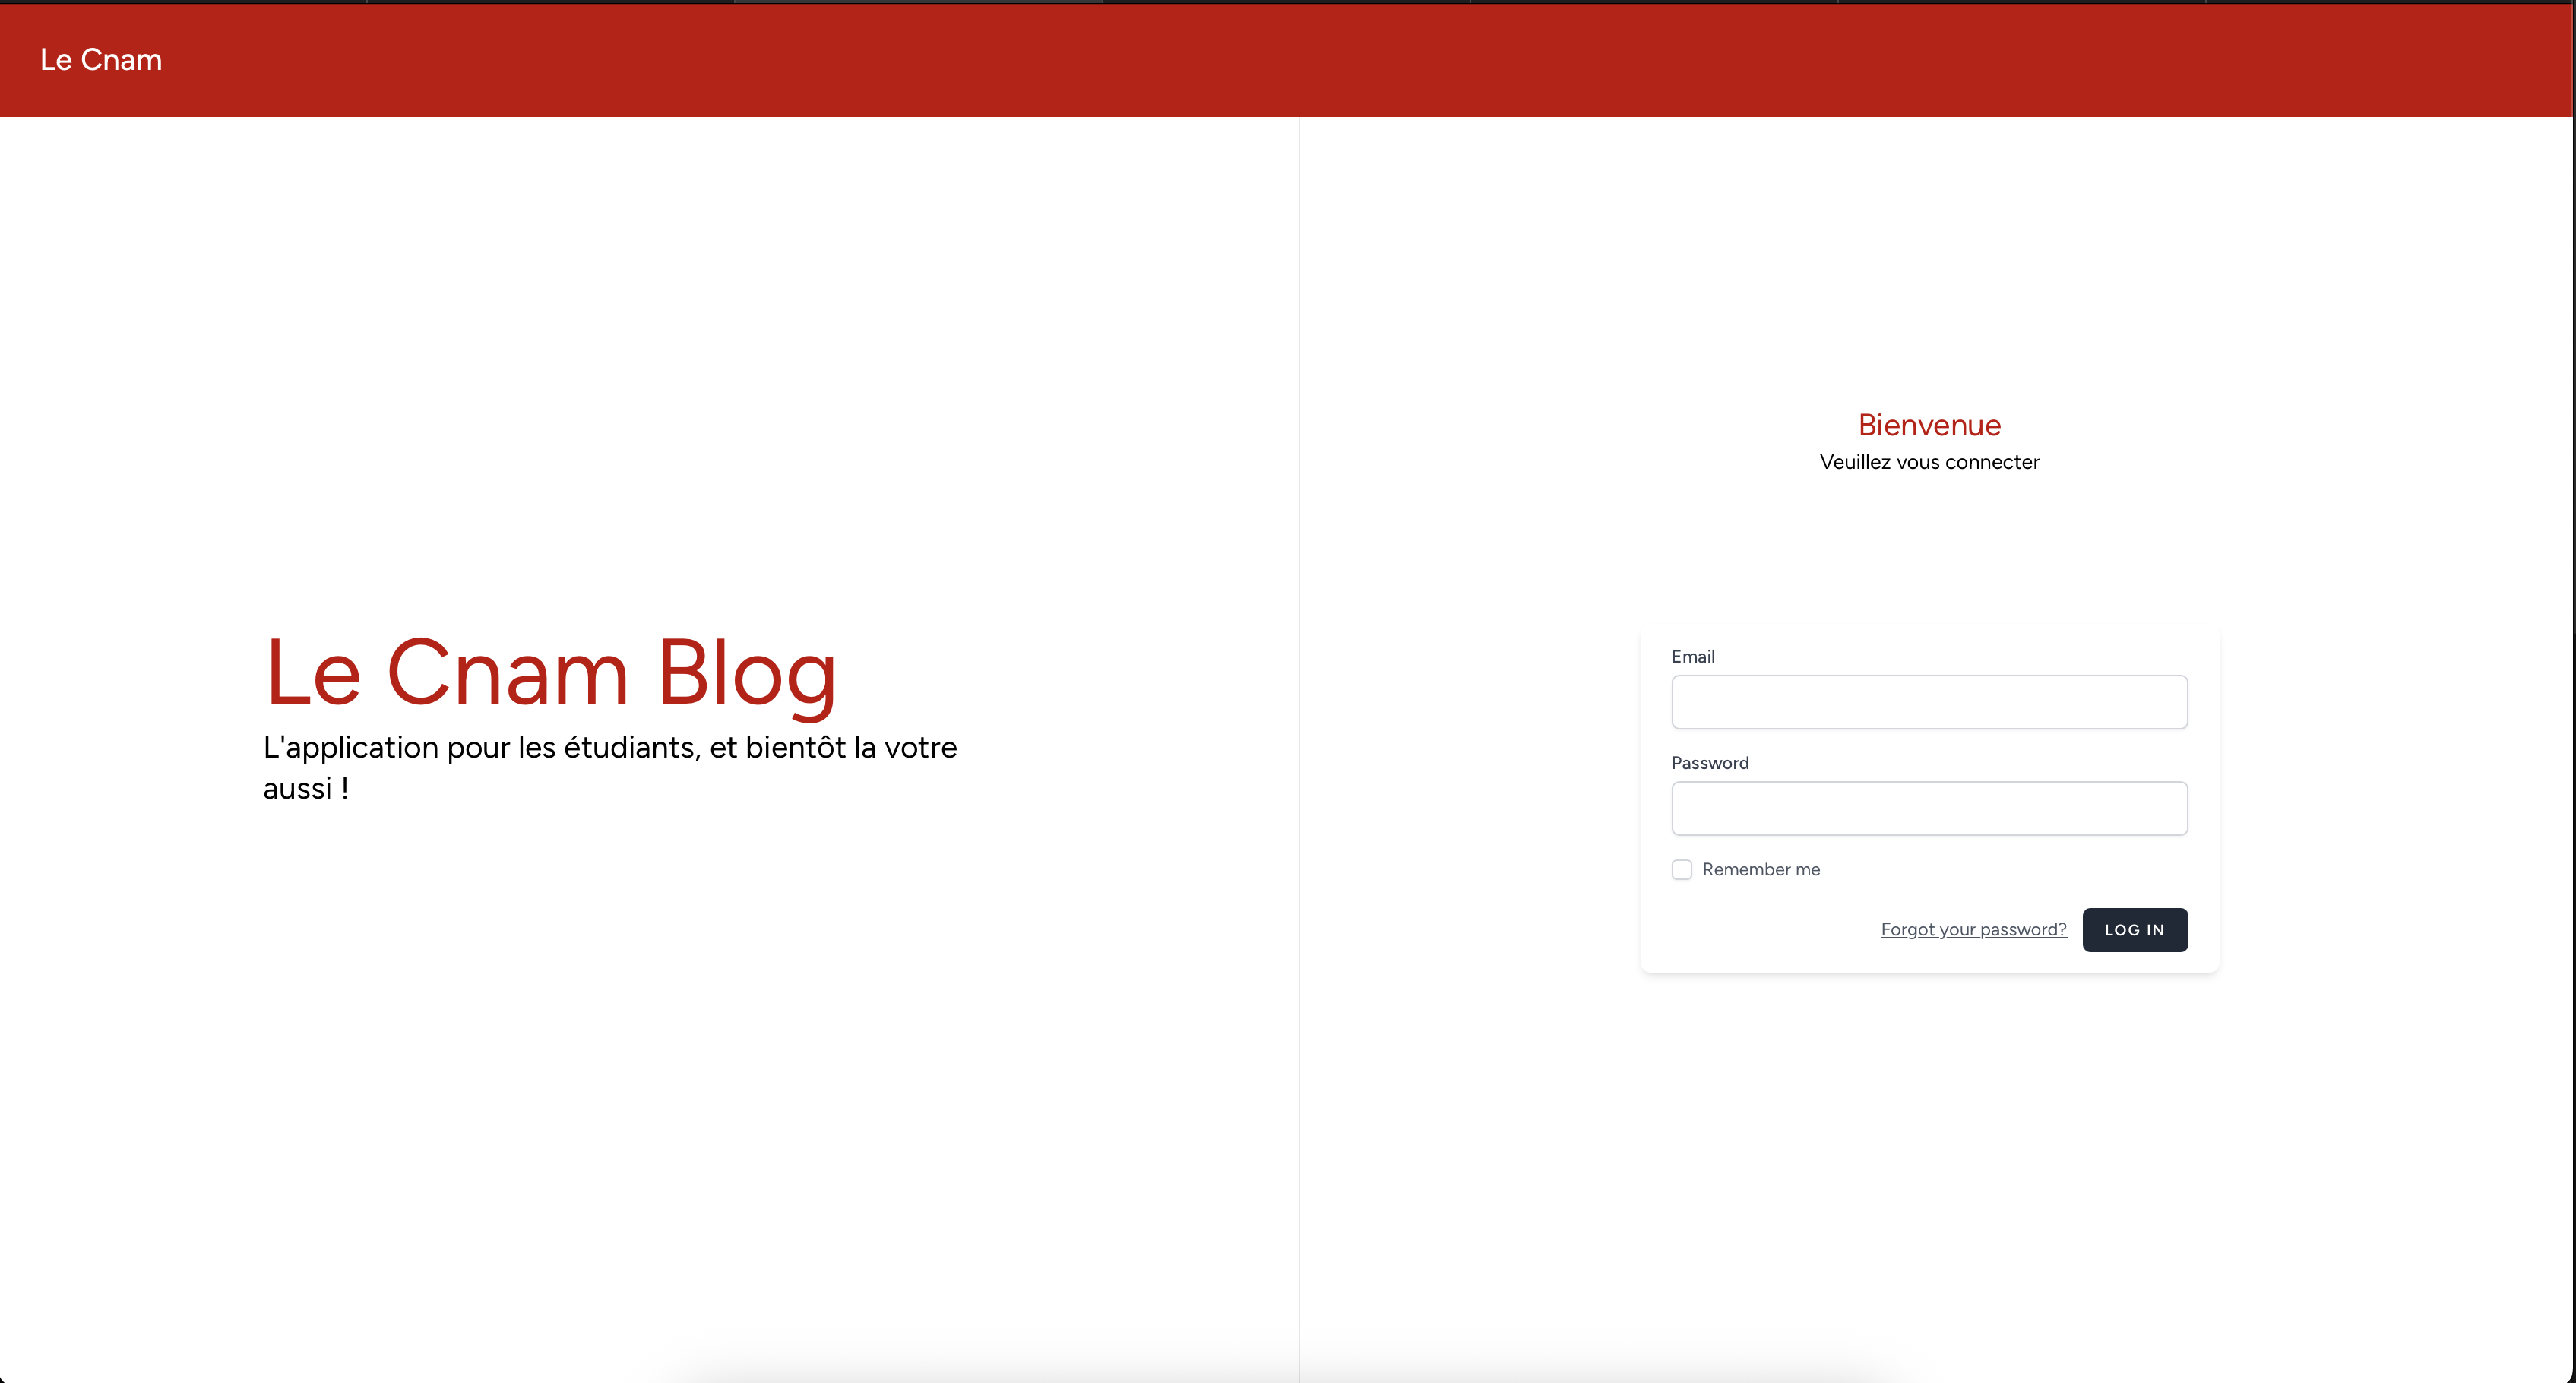 Le Cnam
Le Cnam Blog
L'application pour les étudiants, et bientôt la votre
aussi !
Bienvenue
Veuillez vous connecter
Email
Password
Remember me
Forgot your password?
LOG IN